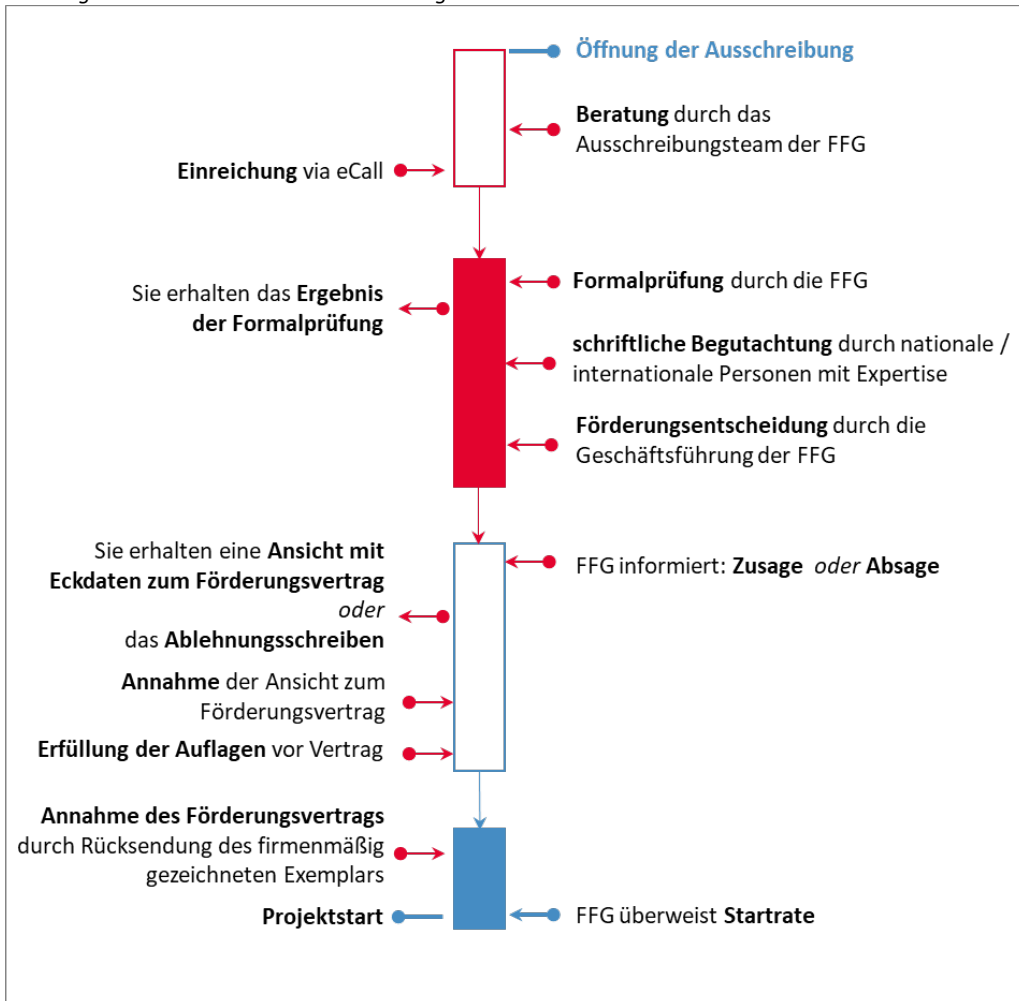 Öffnung der Ausschreibung
Beratung durch das
Ausschreibungsteam der FFG
Einreichung via eCall
Formalprüfung durch die FFG
Sie erhalten das Ergebnis
der Formalprüfung
schriftliche Begutachtung durch nationale /
internationale Personen mit Expertise
Förderungsentscheidung durch die
Geschäftsführung der FFG
FFG informiert: Zusage oder Absage
Sie erhalten eine Ansicht mit
Eckdaten zum Förderungsvertrag
oder
das Ablehnungsschreiben
Annahme der Ansicht zum
Förderungsvertrag
Erfüllung der Auflagen vor Vertrag
Annahme des Förderungsvertrags
durch Rücksendung des firmenmäßig
gezeichneten Exemplars
Projektstart
FFG überweist Startrate